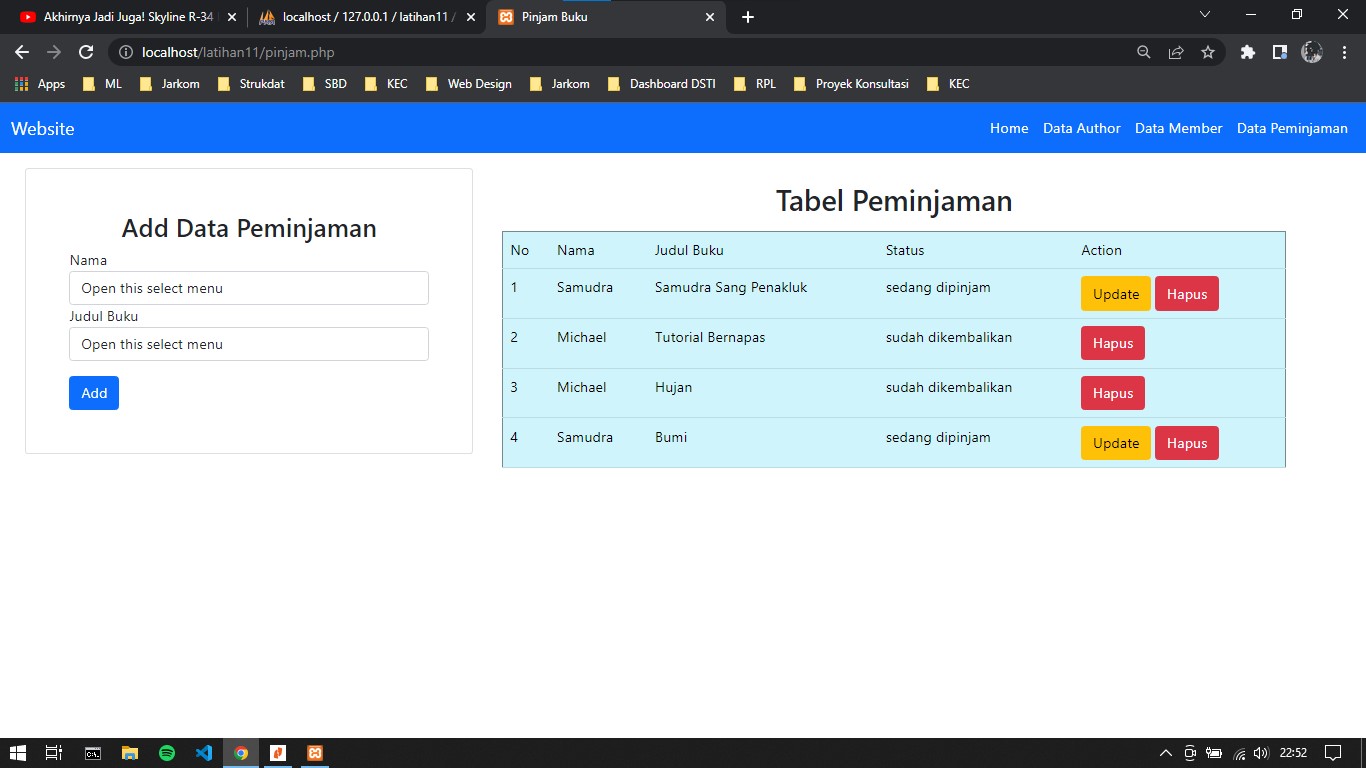 Akhirnya Jadi Juga! Skyline R-34
localhost / 127.0.0.1 / latihan11 /
Pinjam Buku
localhost/latihan11/pinjam.php
Apps ML Jarkom Strukdat SBD KEC Web Design Jarkom Dashboard DSTI RPL Proyek Konsultasi KEC
Website Home Data Author Data Member Data Peminjaman
Add Data Peminjaman
Nama
Open this select menu
Judul Buku
Open this select menu
Add
Tabel Peminjaman
No Nama Judul Buku Status Action
1 Samudra Samudra Sang Penakluk sedang dipinjam Update Hapus
2 Michael Tutorial Bernapas sudah dikembalikan Hapus
3 Michael Hujan sudah dikembalikan Hapus
4 Samudra Bumi sedang dipinjam Update Hapus
22:52